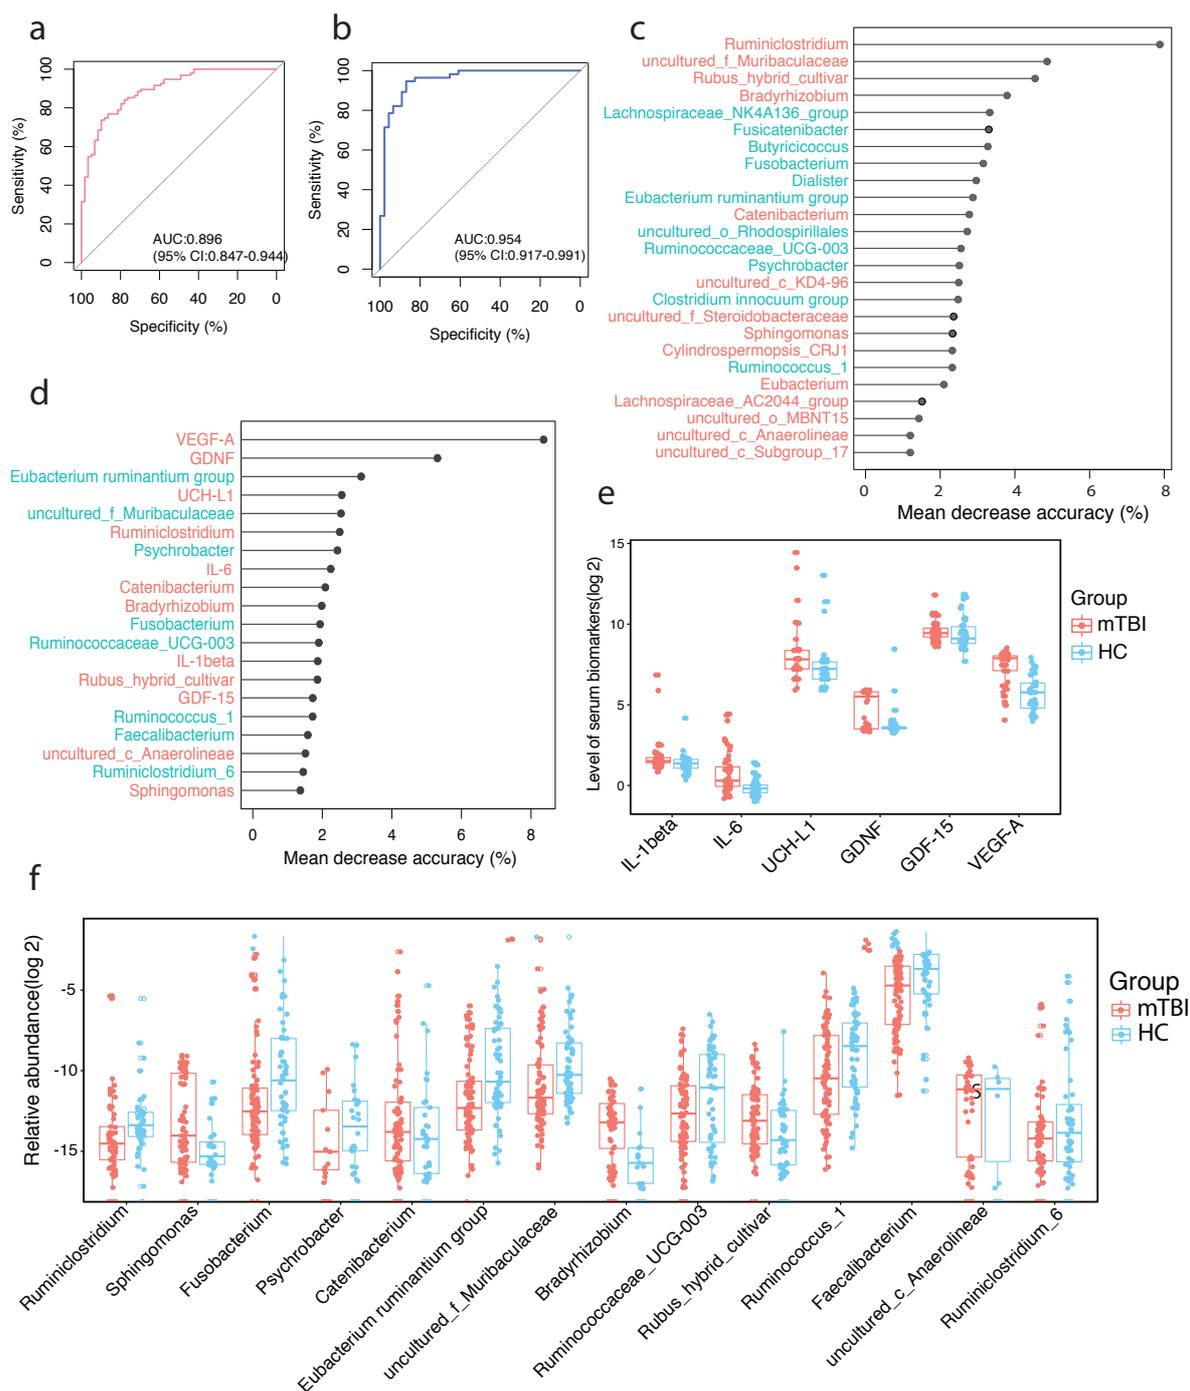 a
100
80
60
40
20
0
Sensitivity (%)
AUC:0.896
(95% CI:0.847-0.944)
100 80 60 40 20 0
Specificity (%)
b
100
80
60
40
20
0
Sensitivity (%)
AUC:0.954
(95% CI:0.917-0.991)
100 80 60 40 20 0
Specificity (%)
c
Ruminiclostridium
uncultured_f_Muribaculaceae
Rubus_hybrid_cultivar
Bradyrhizobium
Lachnospiraceae_NK4A136_group
Fusicatenibacter
Butyricicoccus
Fusobacterium
Dialister
Eubacterium ruminantium group
Catenibacterium
uncultured_o_Rhodospirillales
Ruminococcaceae_UCG-003
Psychrobacter
uncultured_c_KD4-96
Clostridium innocuum group
uncultured_f_Steroidobacteraceae
Sphingomonas
Cylindrospermopsis_CRJ1
Ruminococcus_1
Eubacterium
Lachnospiraceae_AC2044_group
uncultured_o_MBNT15
uncultured_c_Anaerolineae
uncultured_c_Subgroup_17
0 2 4 6 8
Mean decrease accuracy (%)
d
VEGF-A
GDNF
Eubacterium ruminantium group
UCH-L1
uncultured_f_Muribaculaceae
Ruminiclostridium
Psychrobacter
IL-6
Catenibacterium
Bradyrhizobium
Fusobacterium
Ruminococcaceae_UCG-003
IL-1beta
Rubus_hybrid_cultivar
GDF-15
Ruminococcus_1
Faecalibacterium
uncultured_c_Anaerolineae
Ruminiclostridium_6
Sphingomonas
0 2 4 6 8
Mean decrease accuracy (%)
e
15
10
5
0
Level of serum biomarkers(log 2)
IL-1beta
IL-6
UCH-L1
GDNF
GDF-15
VEGF-A
Group
mTBI
HC
f
-5
-10
-15
Relative abundance(log 2)
S
Ruminiclostridium
Sphingomonas
Fusobacterium
Psychrobacter
Catenibacterium
Eubacterium ruminantium group
uncultured_f_Muribaculaceae
Bradyrhizobium
Ruminococcaceae_UCG-003
Rubus_hybrid_cultivar
Ruminococcus_1
Faecalibacterium
uncultured_c_Anaerolineae
Ruminiclostridium_6
Group
mTBI
HC